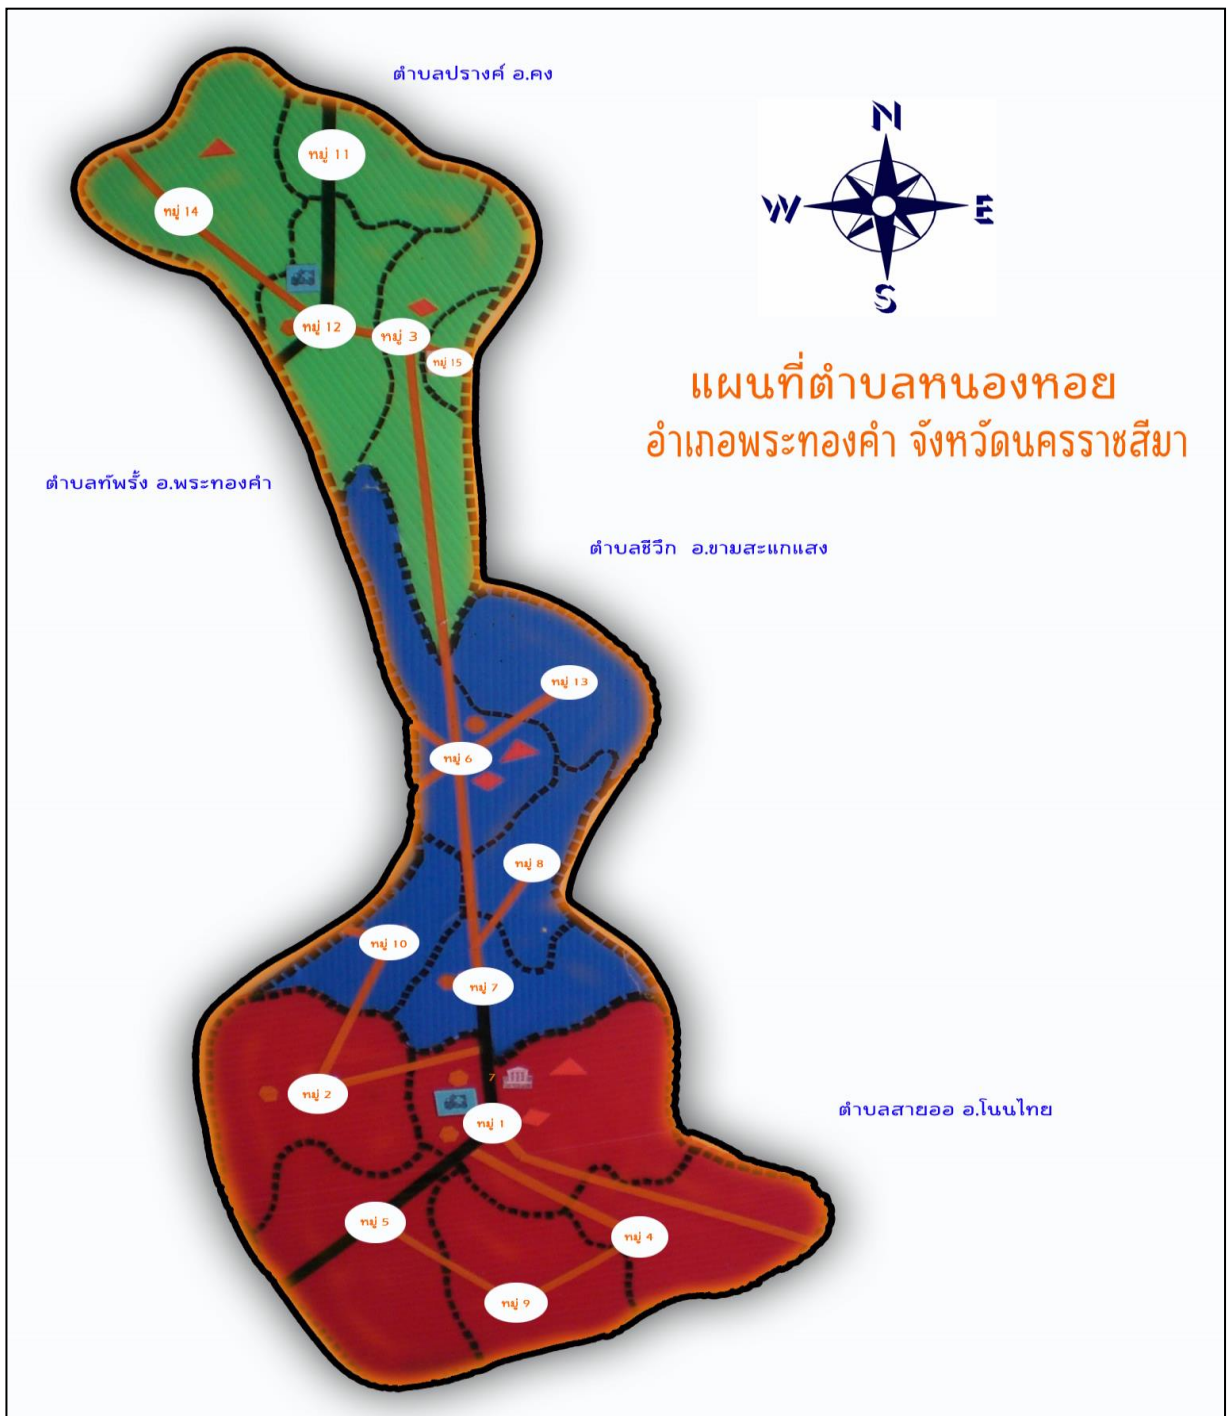 ตำบลปรางค์ อ.คง
N
W
E
S
แผนที่ตำบลหนองหอย
อำเภอพระทองคำ จังหวัดนครราชสีมา
หมู่ 11
หมู่ 14
หมู่ 12
หมู่ 3
หมู่ 15
ตำบลทัพรั้ง อ.พระทองคำ
ตำบลชีวึก อ.ขามสะแกแสง
หมู่ 13
หมู่ 6
หมู่ 8
หมู่ 10
หมู่ 7
7
หมู่ 2
หมู่ 1
ตำบลสายออ อ.โนนไทย
หมู่ 5
หมู่ 4
หมู่ 9